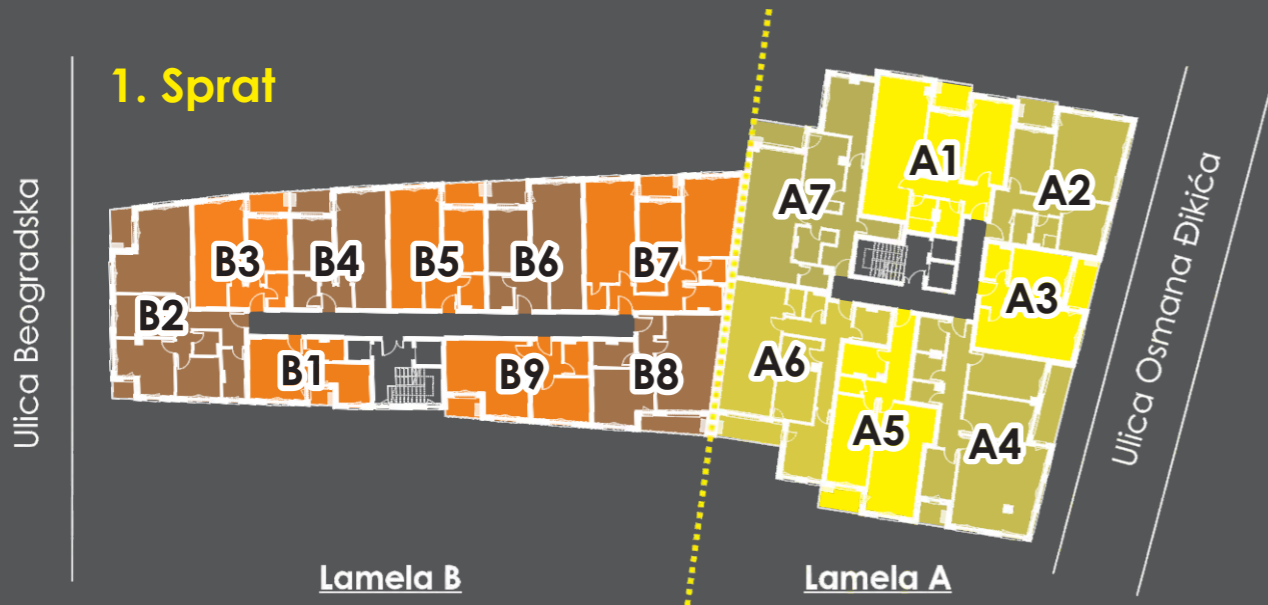 1. Sprat
Ulica Beogradska
A1
A2
A7
B3
B4
B5
B6
B7
A3
B2
B1
B9
B8
A6
A5
A4
Ulica Osmana Đikića
Lamela B
Lamela A